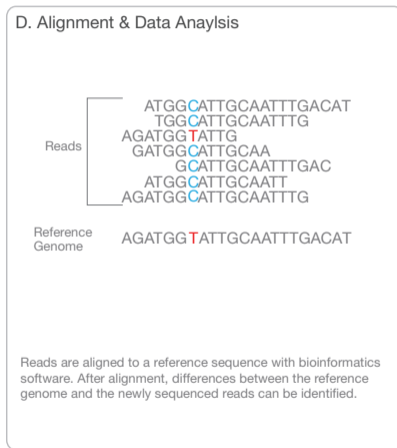 D. Alignment & Data Anaylsis
ATGGCATTGCAATTTGACAT
TGGCATTGCAATTTG
AGATGGTATTG
Reads
GATGGCATTGCAA
GCATTGCAATTTGAC
ATGGCATTGCAATT
AGATGGCATTGCAATTTG
Reference
Genome
AGATGGTATTGCAATTTGACAT
Reads are aligned to a reference sequence with bioinformatics
software. After alignment, differences between the reference
genome and the newly sequenced reads can be identified.